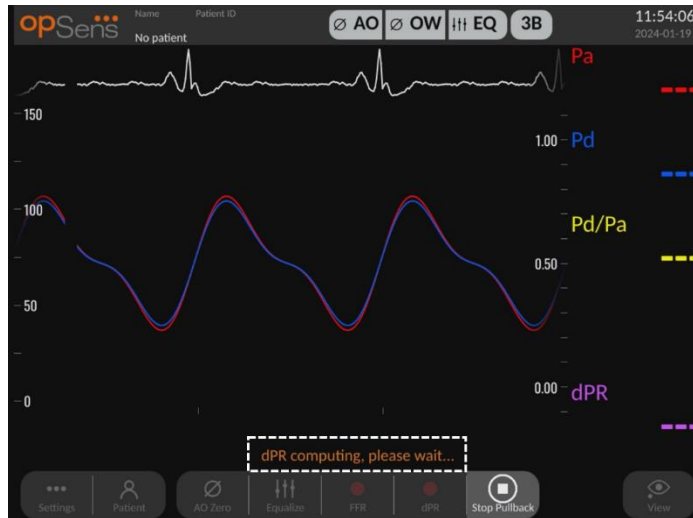 opSens
Name
Patient ID
No patient
Ø AO
Ø OW
EQ
3B
11:54:06
2024-01-19
Pa
150
1.00
Pd
100
Pd/Pa
0.50
50
0.00
dPR
0
dPR computing, please wait...
Settings
Patient
AO Zero
Equalize
FFR
dPR
Stop Pullback
View